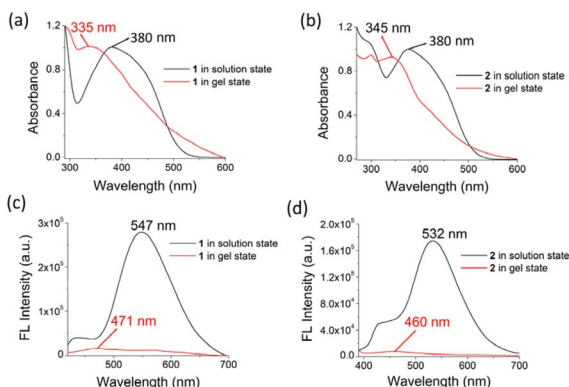 (a)
335 nm
380 nm
1 in solution state
1 in gel state
Absorbance
1.2
0.8
0.4
0.0
300 400 500 600
Wavelength (nm)
(b)
345 nm
380 nm
2 in solution state
2 in gel state
Absorbance
1.2
0.8
0.4
0.0
300 400 500 600
Wavelength (nm)
(c)
547 nm
1 in solution state
1 in gel state
471 nm
FL Intensity (a.u.)
3x10⁵
2x10⁵
1x10⁵
0
500 600 700
Wavelength (nm)
(d)
532 nm
2 in solution state
2 in gel state
460 nm
FL Intensity (a.u.)
2.0x10⁵
1.6x10⁵
1.2x10⁵
8.0x10⁴
4.0x10⁴
0.0
400 500 600 700
Wavelength (nm)